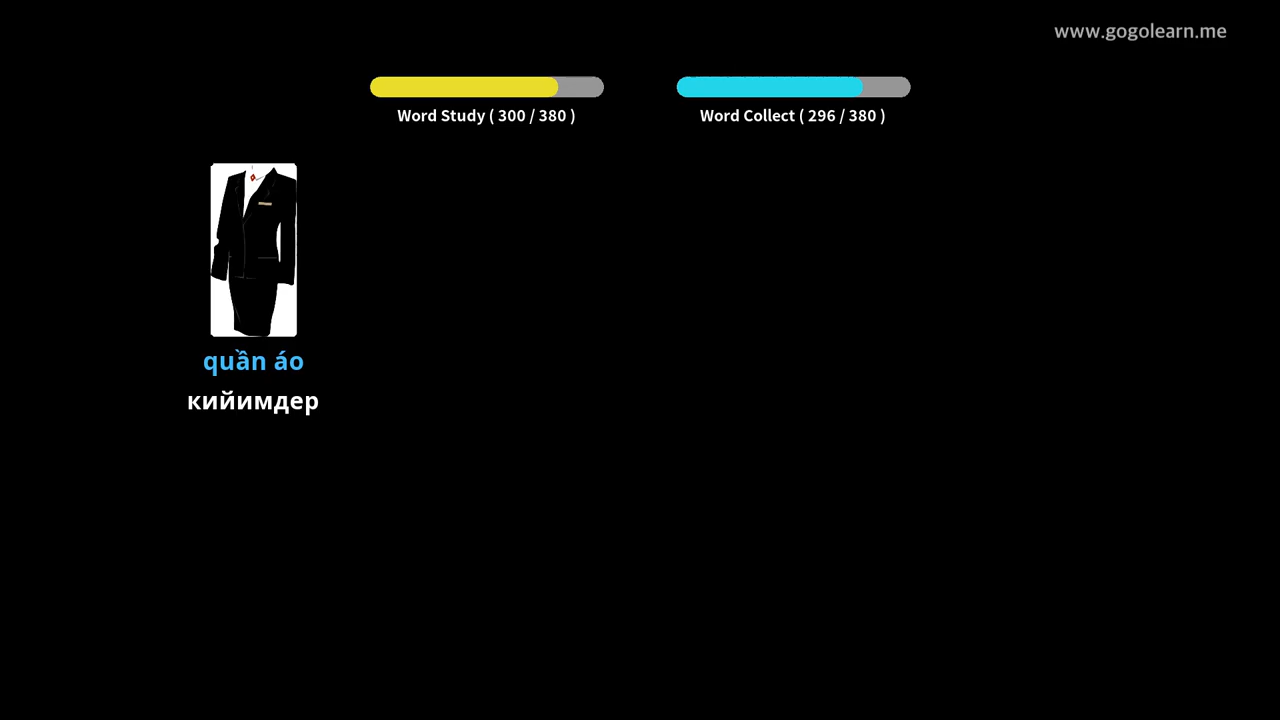 www.gogolearn.me
Word Study ( 300 / 380 )
Word Collect ( 296 / 380 )
quần áo
кийимдер